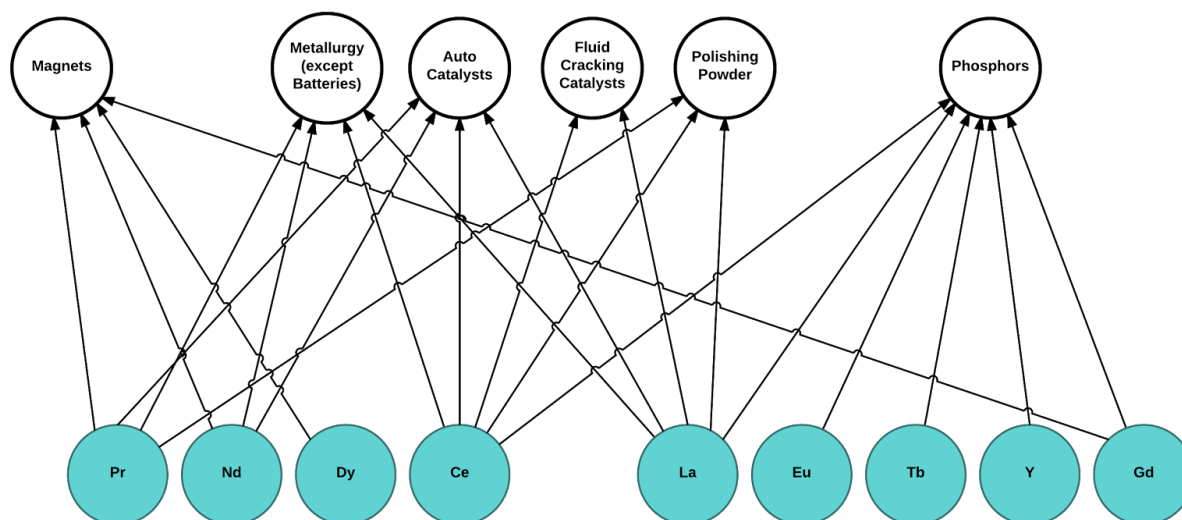 Magnets
Metallurgy
(except
Batteries)
Auto
Catalysts
Fluid
Cracking
Catalysts
Polishing
Powder
Phosphors
Pr
Nd
Dy
Ce
La
Eu
Tb
Y
Gd